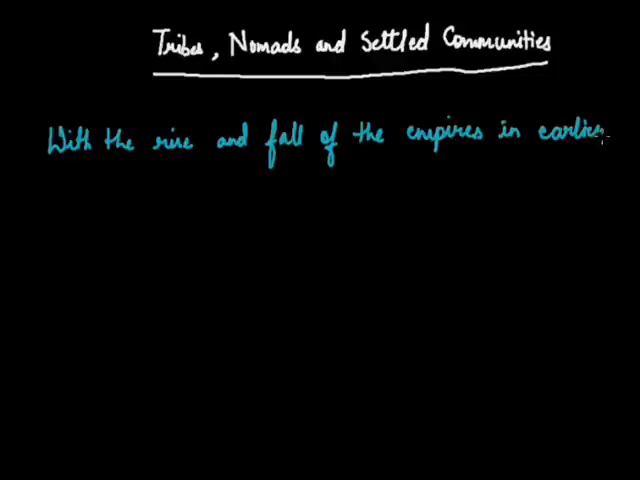 Tribes, Nomads and Settled Communities
With the rise and fall of the empires in earlier